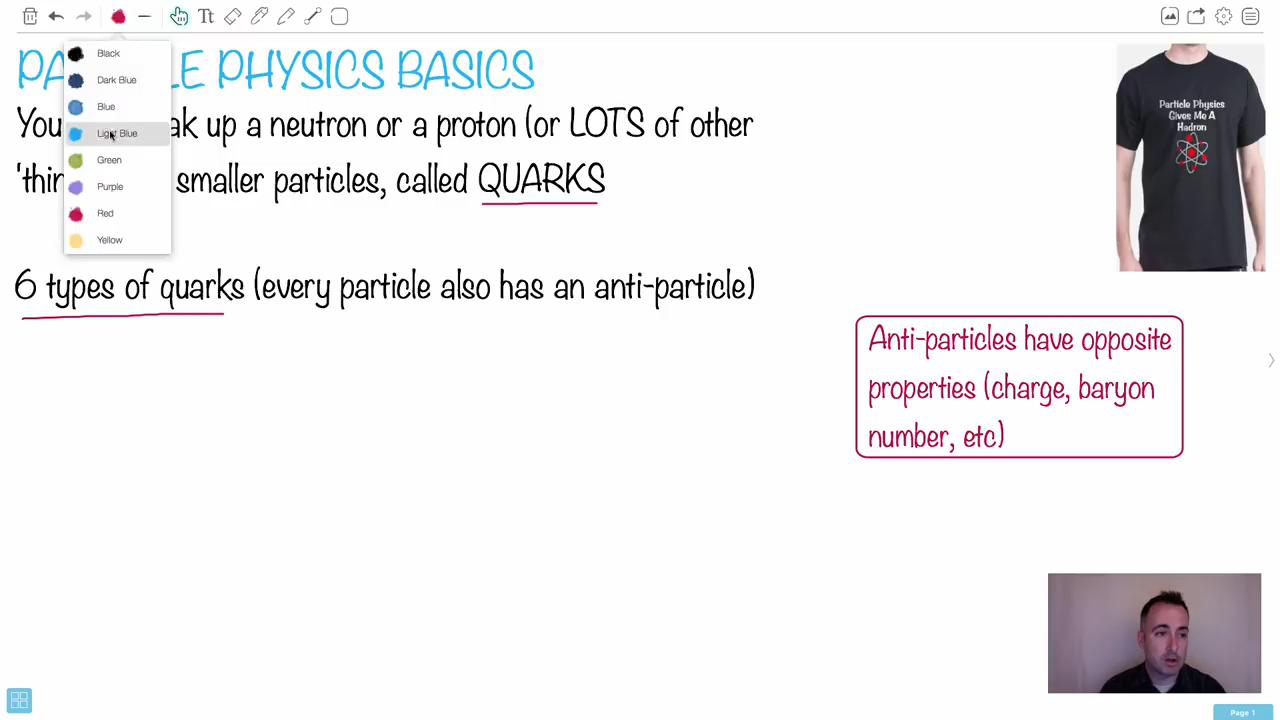 PA LE PHYSICS BASICS
You ak up a neutron or a proton (or LOTS of other
'thin smaller particles, called QUARKS
6 types of quarks (every particle also has an anti-particle)
Anti-particles have opposite
properties (charge, baryon
number, etc)
Black
Dark Blue
Blue
Light Blue
Green
Purple
Red
Yellow
Tt
Particle Physics
Gives Me A
Hadron
Page 1